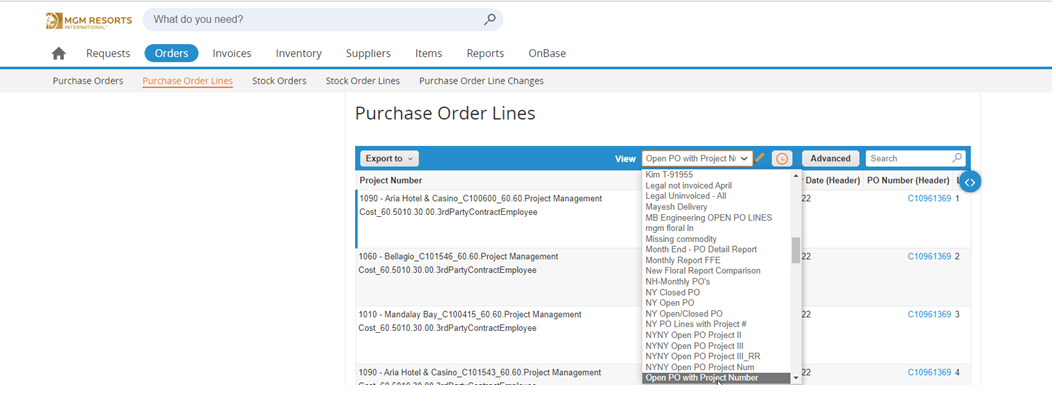 MGM RESORTS
INTERNATIONAL
What do you need?
Requests
Orders
Invoices
Inventory
Suppliers
Items
Reports
OnBase
Purchase Orders
Purchase Order Lines
Stock Orders
Stock Order Lines
Purchase Order Line Changes
Purchase Order Lines
Export to
View
Open PO with Project
Advanced
Search
Project Number
Date (Header)
PO Number (Header)
1090 - Aria Hotel & Casino_C100600_60.60.Project Management
Cost_60.5010.30.00.3rdPartyContractEmployee
22
C10961369
1
1060 - Bellagio_C101546_60.60.Project Management
Cost_60.5010.30.00.3rdPartyContractEmployee
22
C10961369
2
1010 - Mandalay Bay_C100415_60.60.Project Management
Cost_60.5010.30.00.3rdPartyContractEmployee
22
C10961369
3
1090 - Aria Hotel & Casino_C101543_60.60.Project Management
22
C10961369
4
Kim T-91955
Legal not invoiced April
Legal Uninvoiced - All
Mayesh Delivery
MB Engineering OPEN PO LINES
mgm floral ln
Missing commodity
Month End - PO Detail Report
Monthly Report FFE
New Floral Report Comparison
NH-Monthly PO's
NY Closed PO
NY Open PO
NY Open/Closed PO
NY PO Lines with Project #
NYNY Open PO Project II
NYNY Open PO Project III
NYNY Open PO Project III_RR
NYNY Open PO Project Num
Open PO with Project Number